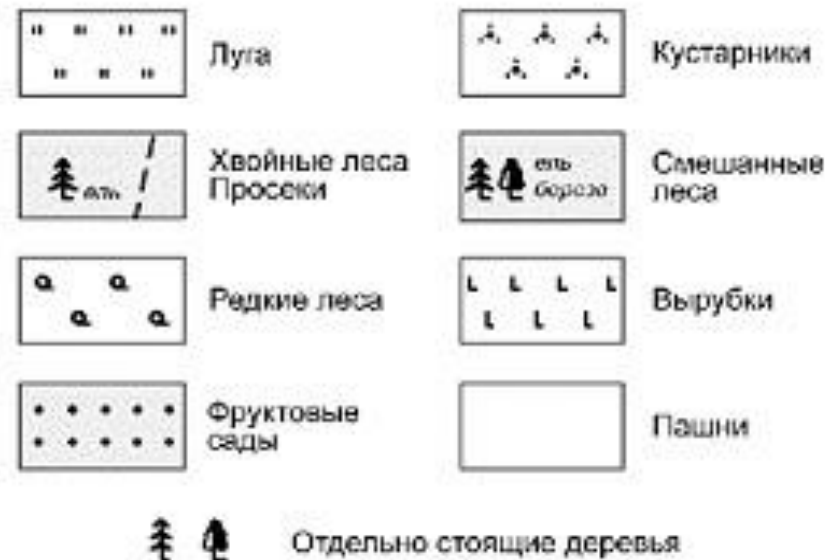 Луга
Кустарники
ель
Хвойные леса
Просеки
ель
береза
Смешанные
леса
Редкие леса
Вырубки
Фруктовые
сады
Пашни
Отдельно стоящие деревья